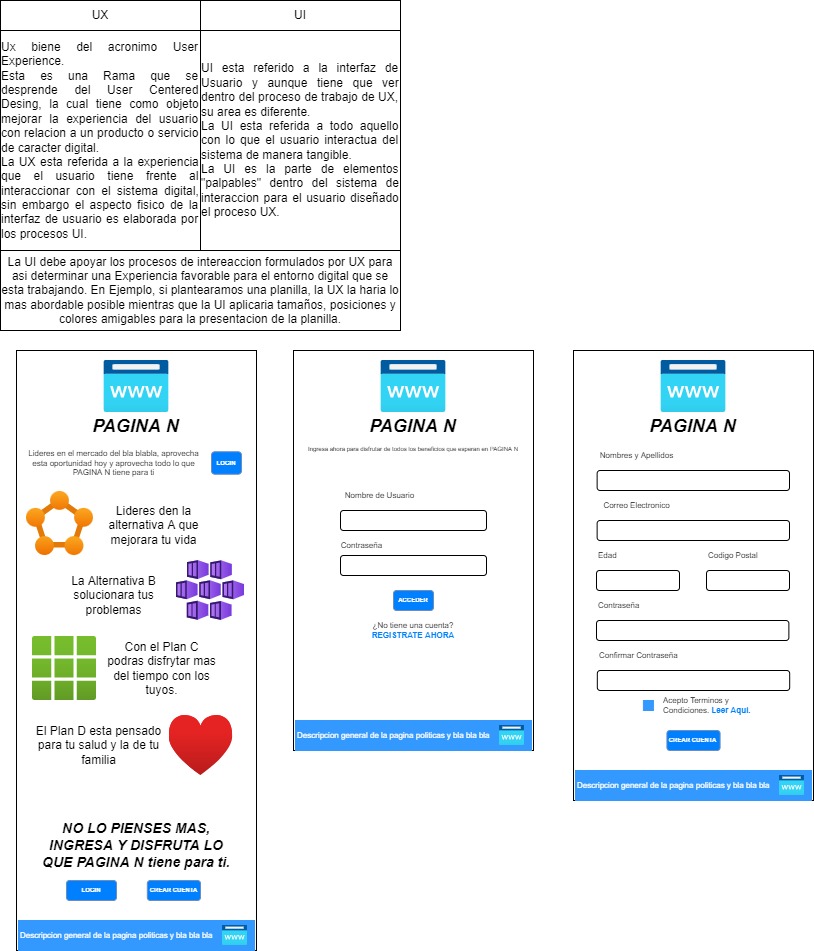 UX
UI
Ux biene del acronimo User
Experience.
Esta es una Rama que se
desprende del User Centered
Desing, la cual tiene como objeto
mejorar la experiencia del usuario
con relacion a un producto o servicio
de caracter digital.
La UX esta referida a la experiencia
que el usuario tiene frente al
interaccionar con el sistema digital,
sin embargo el aspecto fisico de la
interfaz de usuario es elaborada por
los procesos UI.
UI esta referido a la interfaz de
Usuario y aunque tiene que ver
dentro del proceso de trabajo de UX,
su area es diferente.
La UI esta referida a todo aquello
con lo que el usuario interactua del
sistema de manera tangible.
La UI es la parte de elementos
"palpables" dentro del sistema de
interaccion para el usuario diseñado
el proceso UX.
La UI debe apoyar los procesos de intereaccion formulados por UX para
asi determinar una Experiencia favorable para el entorno digital que se
esta trabajando. En Ejemplo, si plantearamos una planilla, la UX la haria lo
mas abordable posible mientras que la UI aplicaria tamaños, posiciones y
colores amigables para la presentacion de la planilla.
WWW
PAGINA N
Lideres en el mercado del bla blabla, aprovecha
esta oportunidad hoy y aprovecha todo lo que
PAGINA N tiene para ti
LOGIN
Lideres den la
alternativa A que
mejorara tu vida
La Alternativa B
solucionara tus
problemas
Con el Plan C
podras disfrytar mas
del tiempo con los
tuyos.
El Plan D esta pensado
para tu salud y la de tu
familia
NO LO PIENSES MAS,
INGRESA Y DISFRUTA LO
QUE PAGINA N tiene para ti.
LOGIN
CREAR CUENTA
Descripcion general de la pagina politicas y bla bla bla
WWW
WWW
PAGINA N
Ingresa ahora para disfrutar de todos los beneficios que esperan en PAGINA N
Nombre de Usuario
Contraseña
ACCEDER
¿No tiene una cuenta?
REGISTRATE AHORA
Descripcion general de la pagina politicas y bla bla bla
WWW
WWW
PAGINA N
Nombres y Apellidos
Correo Electronico
Edad
Codigo Postal
Contraseña
Confirmar Contraseña
Acepto Terminos y
Condiciones. Leer Aqui.
CREAR CUENTA
Descripcion general de la pagina politicas y bla bla bla
WWW